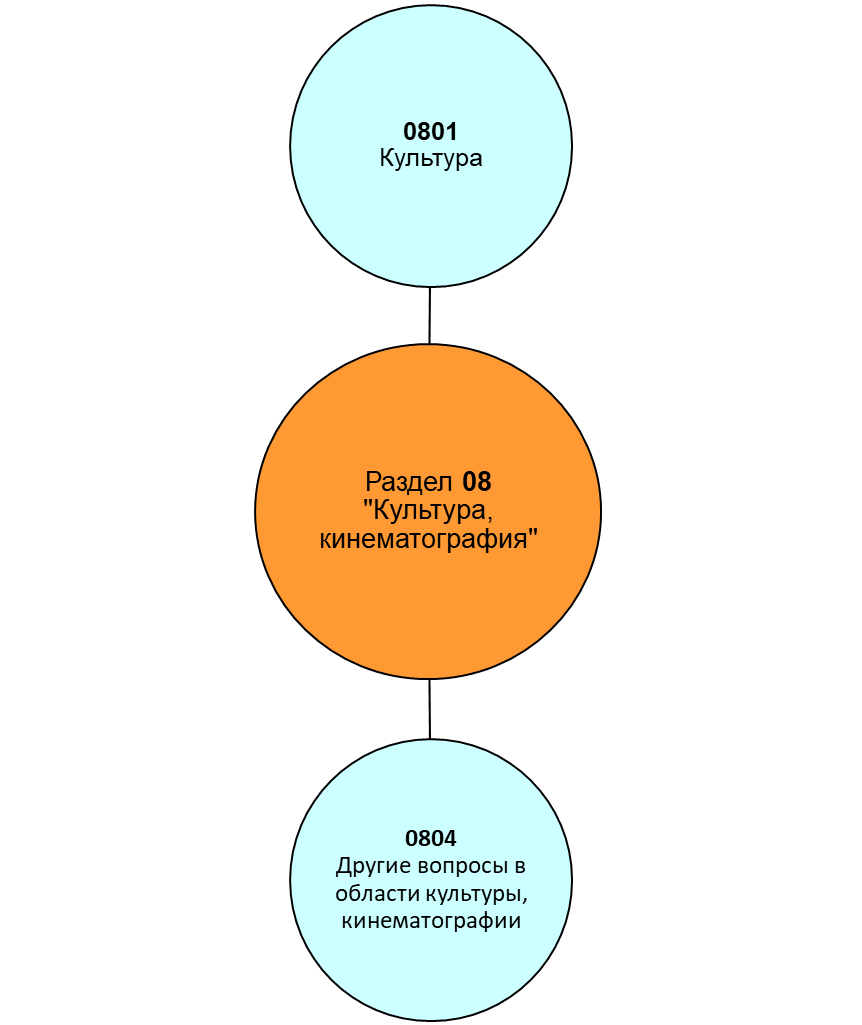 0801
Культура
Раздел 08
"Культура,
кинематография"
0804
Другие вопросы в
области культуры,
кинематографии